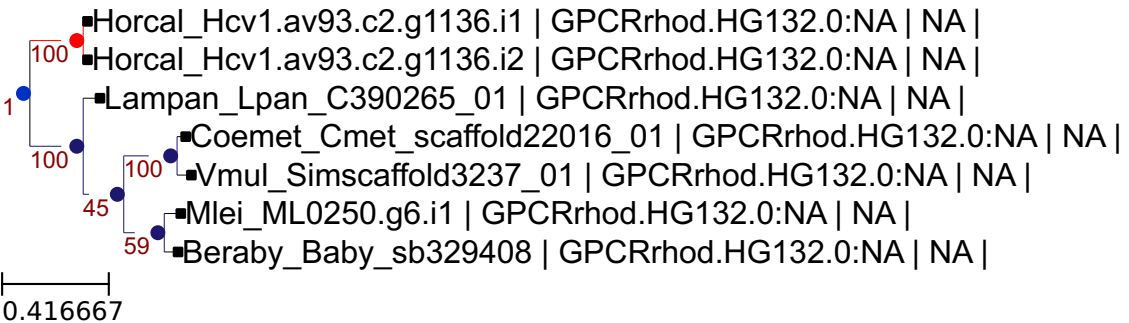 Horcal_Hcv1.av93.c2.g1136.i1 | GPCRrhod.HG132.0:NA | NA |
100
Horcal_Hcv1.av93.c2.g1136.i2 | GPCRrhod.HG132.0:NA | NA |
1
Lampan_Lpan_C390265_01 | GPCRrhod.HG132.0:NA | NA |
Coemet_Cmet_scaffold22016_01 | GPCRrhod.HG132.0:NA | NA |
100
100
Vmul_Simscaffold3237_01 | GPCRrhod.HG132.0:NA | NA |
45
Mlei_ML0250.g6.i1 | GPCRrhod.HG132.0:NA | NA |
59
Beraby_Baby_sb329408 | GPCRrhod.HG132.0:NA | NA |
0.416667